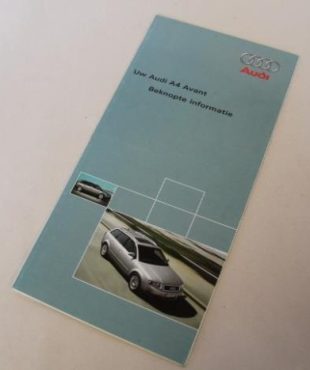 Audi
Uw Audi A4 Avant
Beknopte informatie